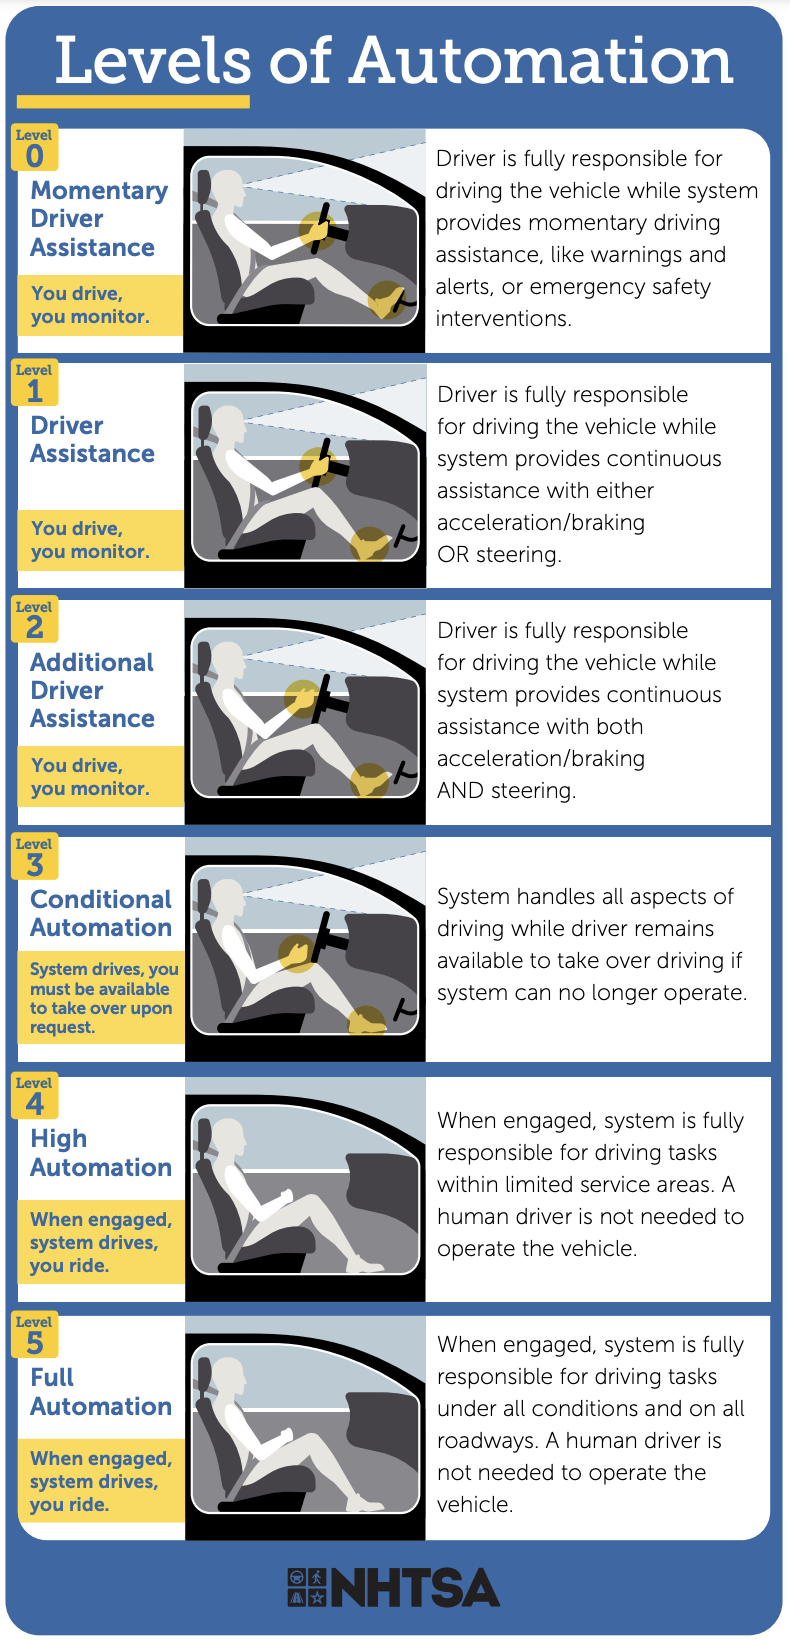 Levels of Automation
Level
0
Momentary
Driver
Assistance
You drive,
you monitor.
Driver is fully responsible for
driving the vehicle while system
provides momentary driving
assistance, like warnings and
alerts, or emergency safety
interventions.
Level
1
Driver
Assistance
You drive,
you monitor.
Driver is fully responsible
for driving the vehicle while
system provides continuous
assistance with either
acceleration/braking
OR steering.
Level
2
Additional
Driver
Assistance
You drive,
you monitor.
Driver is fully responsible
for driving the vehicle while
system provides continuous
assistance with both
acceleration/braking
AND steering.
Level
3
Conditional
Automation
System drives, you
must be available
to take over upon
request.
System handles all aspects of
driving while driver remains
available to take over driving if
system can no longer operate.
Level
4
High
Automation
When engaged,
system drives,
you ride.
When engaged, system is fully
responsible for driving tasks
within limited service areas. A
human driver is not needed to
operate the vehicle.
Level
5
Full
Automation
When engaged,
system drives,
you ride.
When engaged, system is fully
responsible for driving tasks
under all conditions and on all
roadways. A human driver is
not needed to operate the
vehicle.
NHTSA